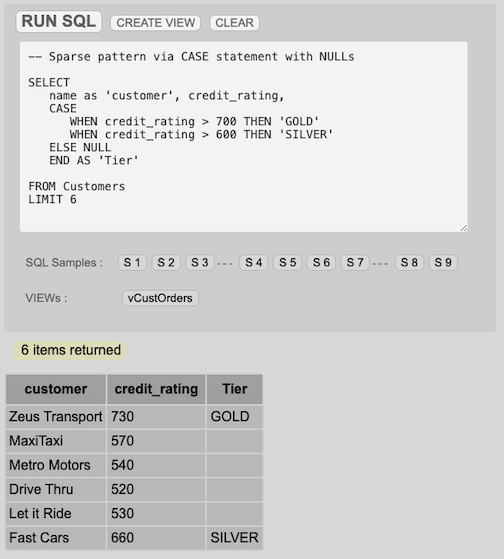 RUN SQL CREATE VIEW CLEAR
-- Sparse pattern via CASE statement with NULLs
SELECT
name as 'customer', credit_rating,
CASE
WHEN credit_rating > 700 THEN 'GOLD'
WHEN credit_rating > 600 THEN 'SILVER'
ELSE NULL
END AS 'Tier'
FROM Customers
LIMIT 6
SQL Samples : S 1 S 2 S 3 --- S 4 S 5 S 6 S 7 --- S 8 S 9
VIEWs : vCustOrders
6 items returned
customer credit_rating Tier
Zeus Transport 730 GOLD
MaxiTaxi 570
Metro Motors 540
Drive Thru 520
Let it Ride 530
Fast Cars 660 SILVER